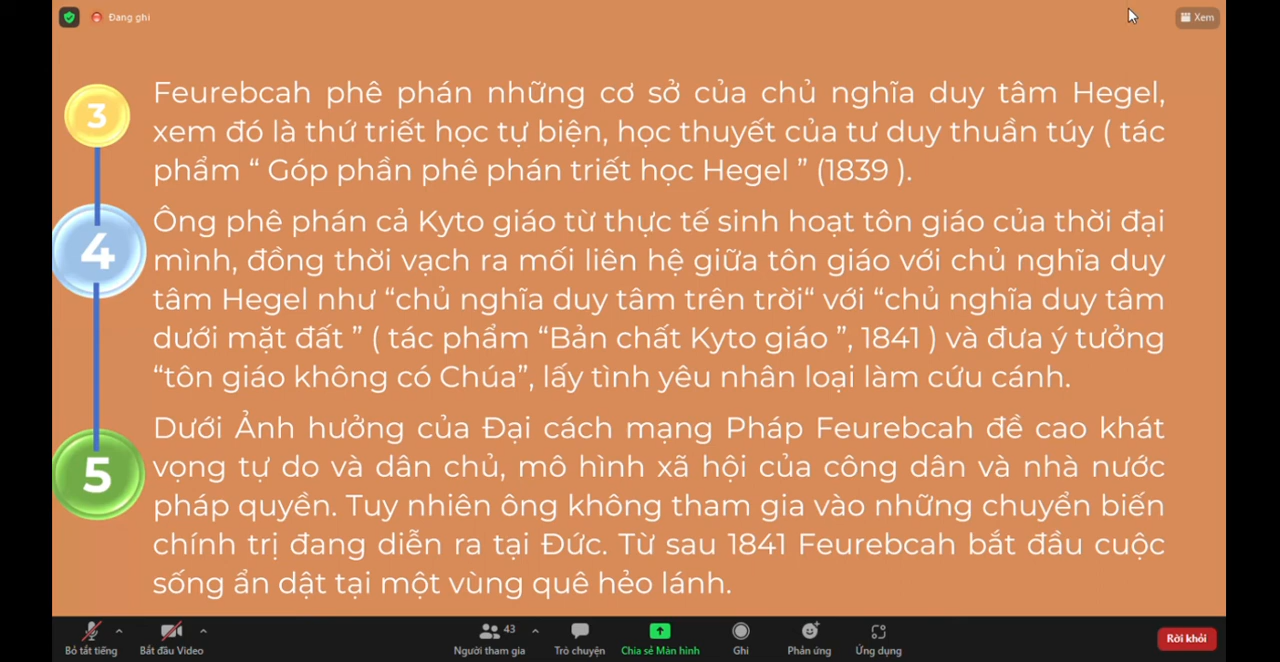 Đang ghi
Xem
3
Feurebcah phê phán những cơ sở của chủ nghĩa duy tâm Hegel,
xem đó là thứ triết học tự biện, học thuyết của tư duy thuần túy ( tác
phẩm “ Góp phần phê phán triết học Hegel ” (1839 ).
4
Ông phê phán cả Kyto giáo từ thực tế sinh hoạt tôn giáo của thời đại
mình, đồng thời vạch ra mối liên hệ giữa tôn giáo với chủ nghĩa duy
tâm Hegel như “chủ nghĩa duy tâm trên trời“ với “chủ nghĩa duy tâm
dưới mặt đất ” ( tác phẩm “Bản chất Kyto giáo ”, 1841 ) và đưa ý tưởng
“tôn giáo không có Chúa”, lấy tình yêu nhân loại làm cứu cánh.
5
Dưới Ảnh hưởng của Đại cách mạng Pháp Feurebcah đề cao khát
vọng tự do và dân chủ, mô hình xã hội của công dân và nhà nước
pháp quyền. Tuy nhiên ông không tham gia vào những chuyển biến
chính trị đang diễn ra tại Đức. Từ sau 1841 Feurebcah bắt đầu cuộc
sống ẩn dật tại một vùng quê hẻo lánh.
Bỏ tắt tiếng
Bắt đầu Video
43
Người tham gia
Trò chuyện
Chia sẻ Màn hình
Ghi
Phản ứng
Ứng dụng
Rời khỏi